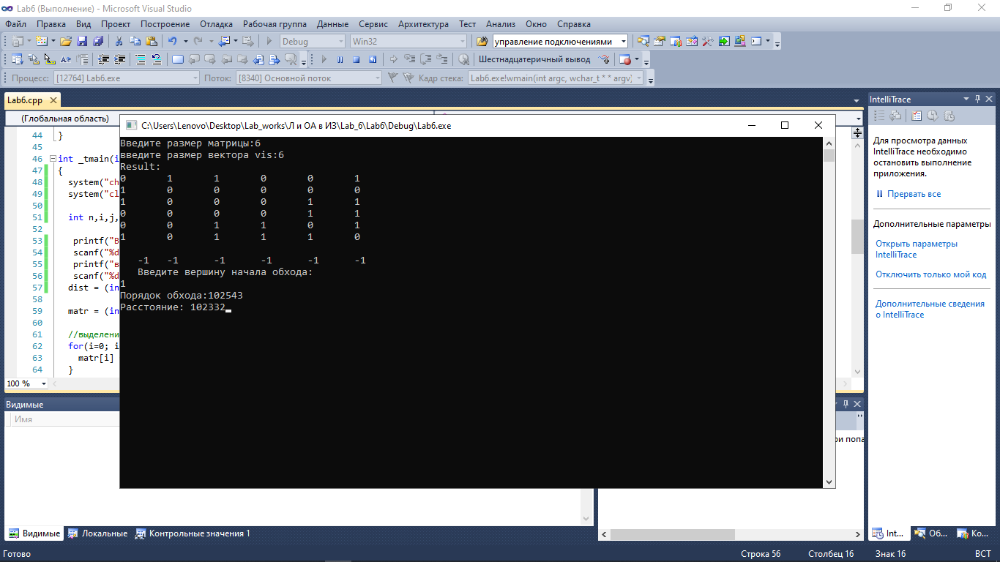 Lab6 (Выполнение) - Microsoft Visual Studio
Файл Правка Вид Проект Построение Отладка Рабочая группа Данные Сервис Архитектура Тест Анализ Окно Справка
Debug Win32 управление подключениями
Шестнадцатеричный вывод
Процесс: [12764] Lab6.exe Поток: [8340] Основной поток Кадр стека: Lab6.exe!wmain(int argc, wchar_t * * argv)
Lab6.cpp
(Глобальная область)
44 }
45
46 int _tmain(i
47 {
48 system("ch
49 system("cl
50
51 int n,i,j,
52
53 printf("В
54 scanf("%d
55 printf("в
56 scanf("%d
57 dist = (in
58
59 matr = (in
60
61 //выделени
62 for(i=0; i
63 matr[i]
64 }
100 %
C:\Users\Lenovo\Desktop\Lab_works\Л и ОА в ИЗ\Lab_6\Lab6\Debug\Lab6.exe
Введите размер матрицы:6
введите размер вектора vis:6
Result:
0 1 1 0 0 1
1 0 0 0 0 0
1 0 0 0 1 1
0 0 0 0 1 1
0 0 1 1 0 1
1 0 1 1 1 0
-1 -1 -1 -1 -1 -1
Введите вершину начала обхода:
1
Порядок обхода:102543
Расстояние: 102332
IntelliTrace
Для просмотра данных
IntelliTrace необходимо
остановить выполнение
приложения.
Прервать все
Дополнительные параметры
Открыть параметры
IntelliTrace
Отключить только мой код
Дополнительные сведения
о IntelliTrace
Видимые
Имя
ри попа
Видимые Локальные Контрольные значения 1
Int... Об... Ко...
Готово Строка 56 Столбец 16 Знак 16 ВСТ